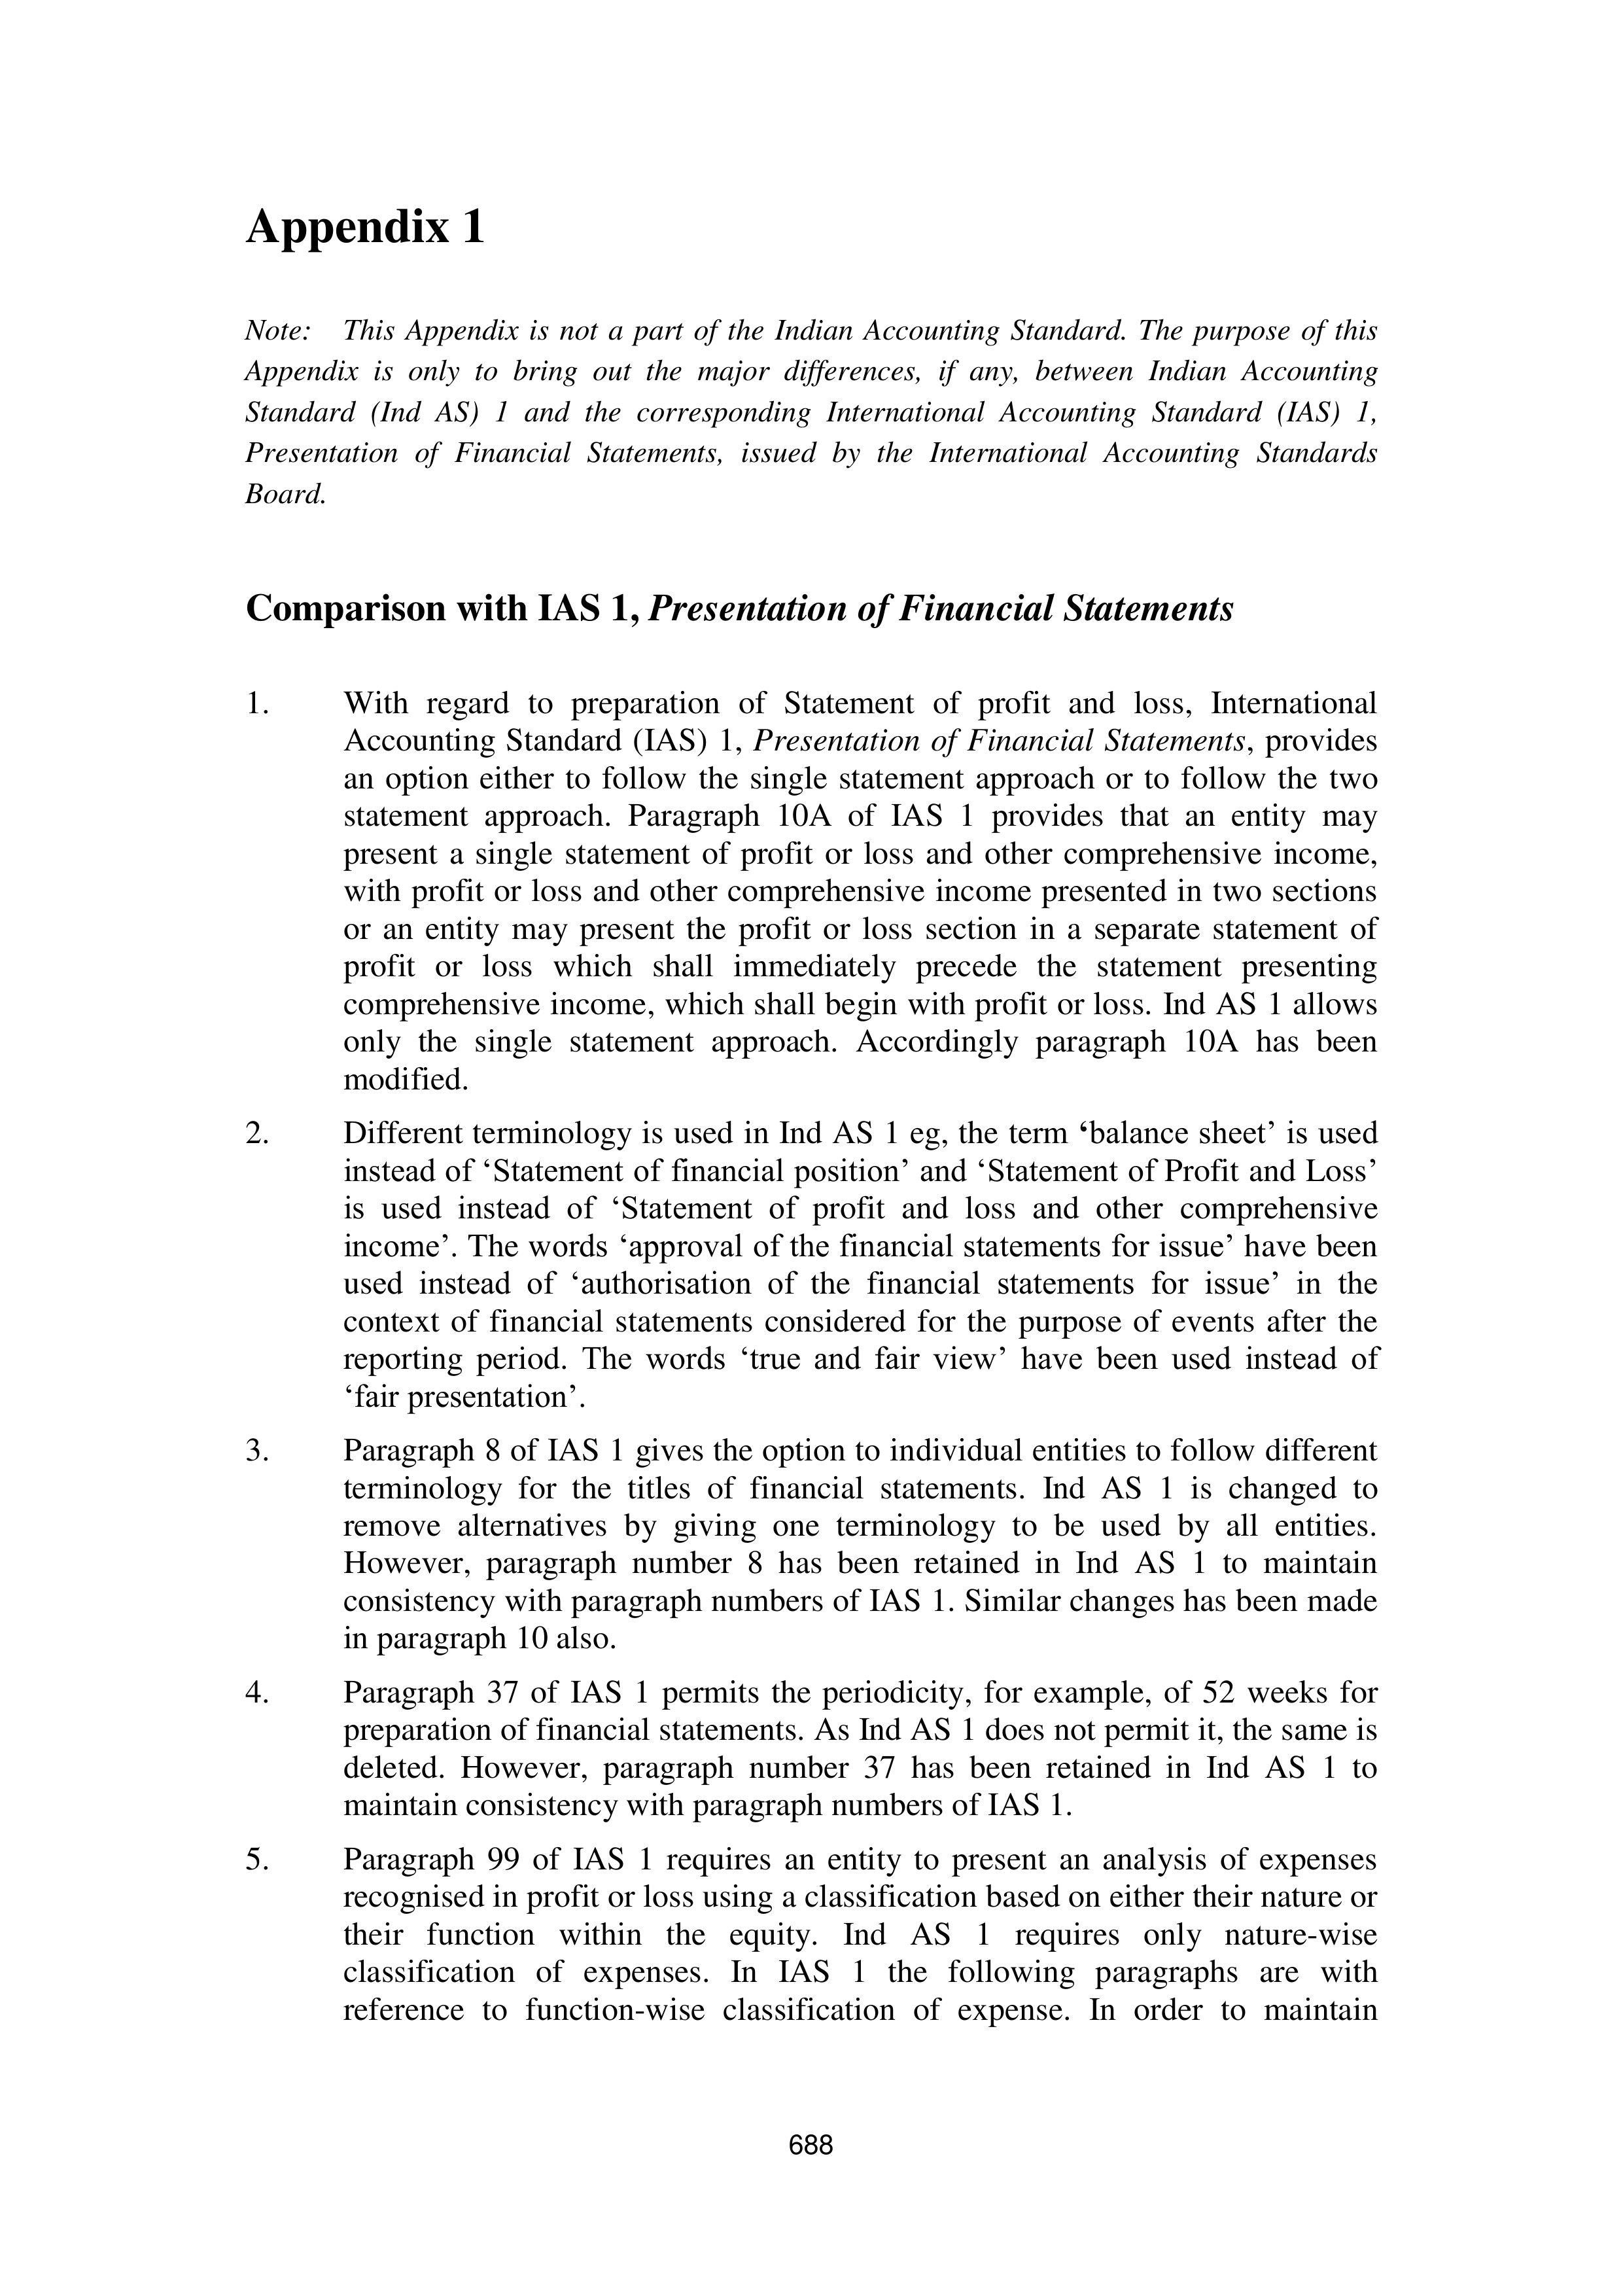 Appendix 1
Note: This Appendix is not a part of the Indian Accounting Standard. The purpose of this
Appendix is only to bring out the major differences, if any, between Indian Accounting
Standard (Ind AS) 1 and the corresponding International Accounting Standard (IAS) 1,
Presentation of Financial Statements, issued by the International Accounting Standards
Board.
Comparison with IAS 1, Presentation of Financial Statements
1. With regard to preparation of Statement of profit and loss, International
Accounting Standard (IAS) 1, Presentation of Financial Statements, provides
an option either to follow the single statement approach or to follow the two
statement approach. Paragraph 10A of IAS 1 provides that an entity may
present a single statement of profit or loss and other comprehensive income,
with profit or loss and other comprehensive income presented in two sections
or an entity may present the profit or loss section in a separate statement of
profit or loss which shall immediately precede the statement presenting
comprehensive income, which shall begin with profit or loss. Ind AS 1 allows
only the single statement approach. Accordingly paragraph 10A has been
modified.
2. Different terminology is used in Ind AS 1 eg, the term ‘balance sheet’ is used
instead of ‘Statement of financial position’ and ‘Statement of Profit and Loss’
is used instead of ‘Statement of profit and loss and other comprehensive
income’. The words ‘approval of the financial statements for issue’ have been
used instead of ‘authorisation of the financial statements for issue’ in the
context of financial statements considered for the purpose of events after the
reporting period. The words ‘true and fair view’ have been used instead of
‘fair presentation’.
3. Paragraph 8 of IAS 1 gives the option to individual entities to follow different
terminology for the titles of financial statements. Ind AS 1 is changed to
remove alternatives by giving one terminology to be used by all entities.
However, paragraph number 8 has been retained in Ind AS 1 to maintain
consistency with paragraph numbers of IAS 1. Similar changes has been made
in paragraph 10 also.
4. Paragraph 37 of IAS 1 permits the periodicity, for example, of 52 weeks for
preparation of financial statements. As Ind AS 1 does not permit it, the same is
deleted. However, paragraph number 37 has been retained in Ind AS 1 to
maintain consistency with paragraph numbers of IAS 1.
5. Paragraph 99 of IAS 1 requires an entity to present an analysis of expenses
recognised in profit or loss using a classification based on either their nature or
their function within the equity. Ind AS 1 requires only nature-wise
classification of expenses. In IAS 1 the following paragraphs are with
reference to function-wise classification of expense. In order to maintain
688